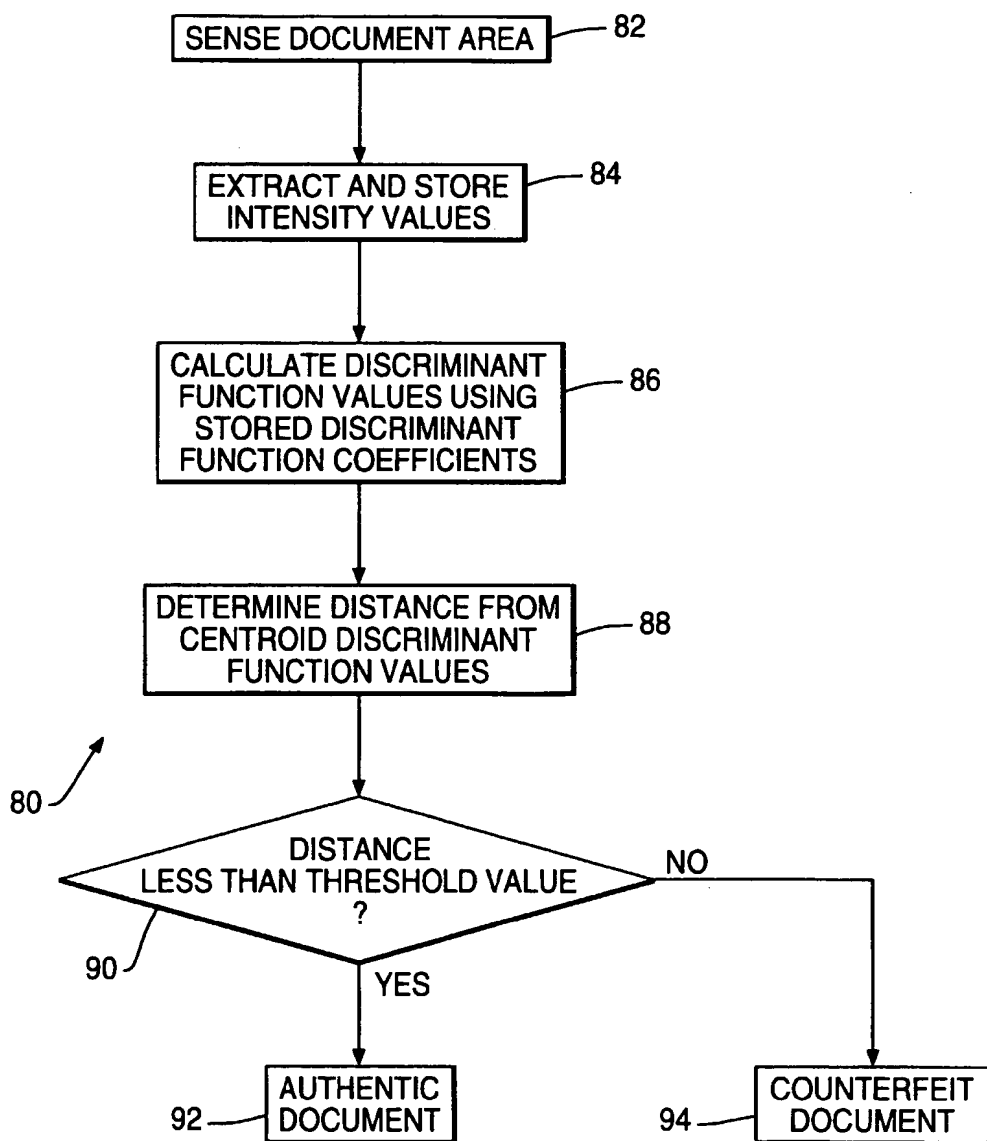 SENSE DOCUMENT AREA
82
EXTRACT AND STORE
INTENSITY VALUES
84
CALCULATE DISCRIMINANT
FUNCTION VALUES USING
STORED DISCRIMINANT
FUNCTION COEFFICIENTS
86
DETERMINE DISTANCE FROM
CENTROID DISCRIMINANT
FUNCTION VALUES
88
80
DISTANCE
LESS THAN THRESHOLD VALUE
?
NO
90
YES
AUTHENTIC
DOCUMENT
92
COUNTERFEIT
DOCUMENT
94